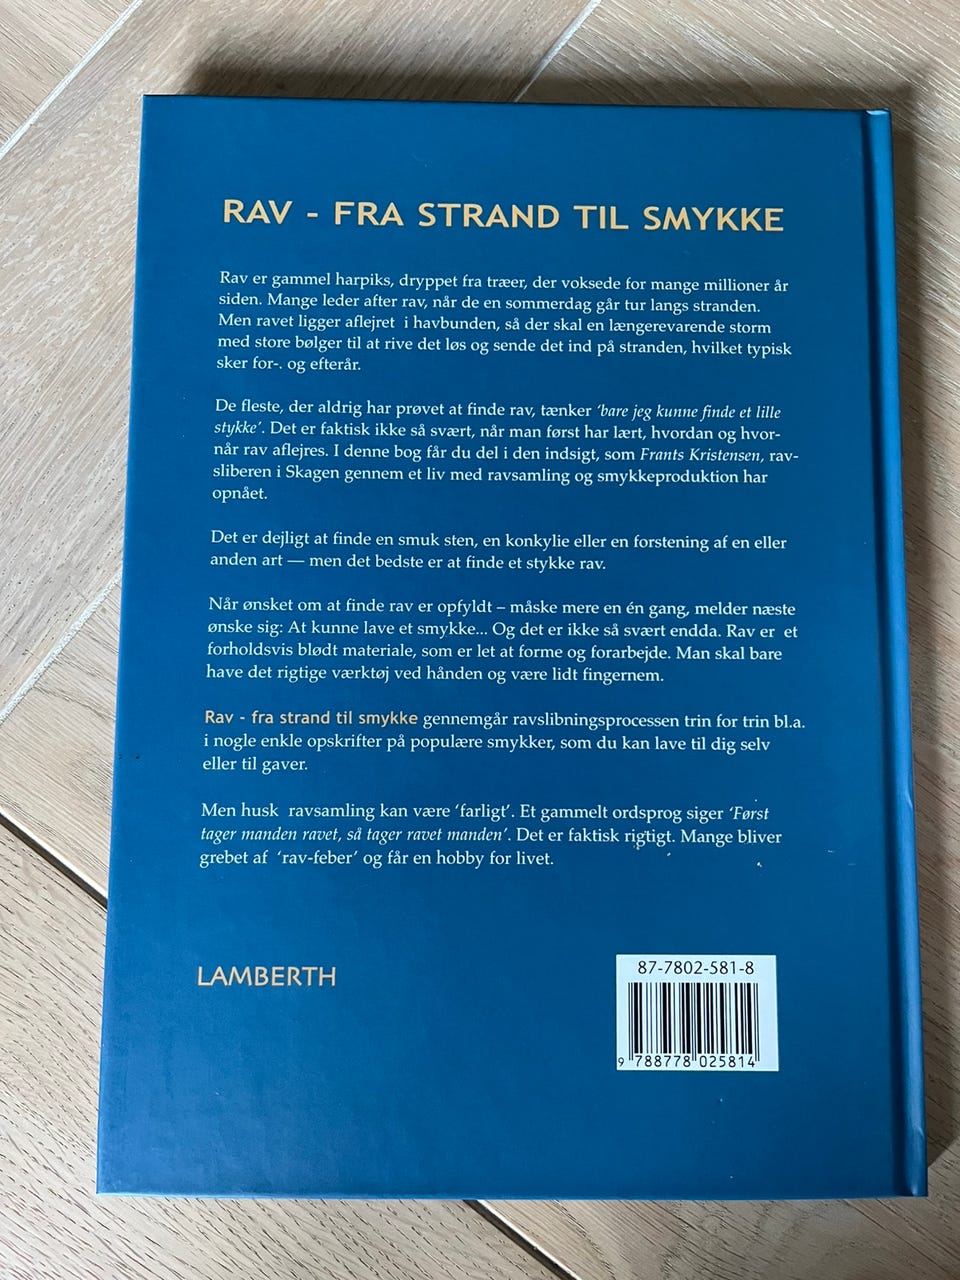 RAV - FRA STRAND TIL SMYKKE
Rav er gammel harpiks, dryppet fra træer, der voksede for mange millioner år
siden. Mange leder after rav, når de en sommerdag går tur langs stranden.
Men ravet ligger aflejret i havbunden, så der skal en længerevarende storm
med store bølger til at rive det løs og sende det ind på stranden, hvilket typisk
sker for-. og efterår.
De fleste, der aldrig har prøvet at finde rav, tænker ‘bare jeg kunne finde et lille
stykke’. Det er faktisk ikke så svært, når man først har lært, hvordan og hvor-
når rav aflejres. I denne bog får du del i den indsigt, som Frants Kristensen, rav-
sliberen i Skagen gennem et liv med ravsamling og smykkeproduktion har
opnået.
Det er dejligt at finde en smuk sten, en konkylie eller en forstening af en eller
anden art — men det bedste er at finde et stykke rav.
Når ønsket om at finde rav er opfyldt – måske mere en én gang, melder næste
ønske sig: At kunne lave et smykke... Og det er ikke så svært endda. Rav er et
forholdsvis blødt materiale, som er let at forme og forarbejde. Man skal bare
have det rigtige værktøj ved hånden og være lidt fingernem.
Rav - fra strand til smykke gennemgår ravslibningsprocessen trin for trin bl.a.
i nogle enkle opskrifter på populære smykker, som du kan lave til dig selv
eller til gaver.
Men husk ravsamling kan være ‘farligt’. Et gammelt ordsprog siger ‘Først
tager manden ravet, så tager ravet manden’. Det er faktisk rigtigt. Mange bliver
grebet af ‘rav-feber’ og får en hobby for livet.
LAMBERTH
87-7802-581-8
9 788778 025814